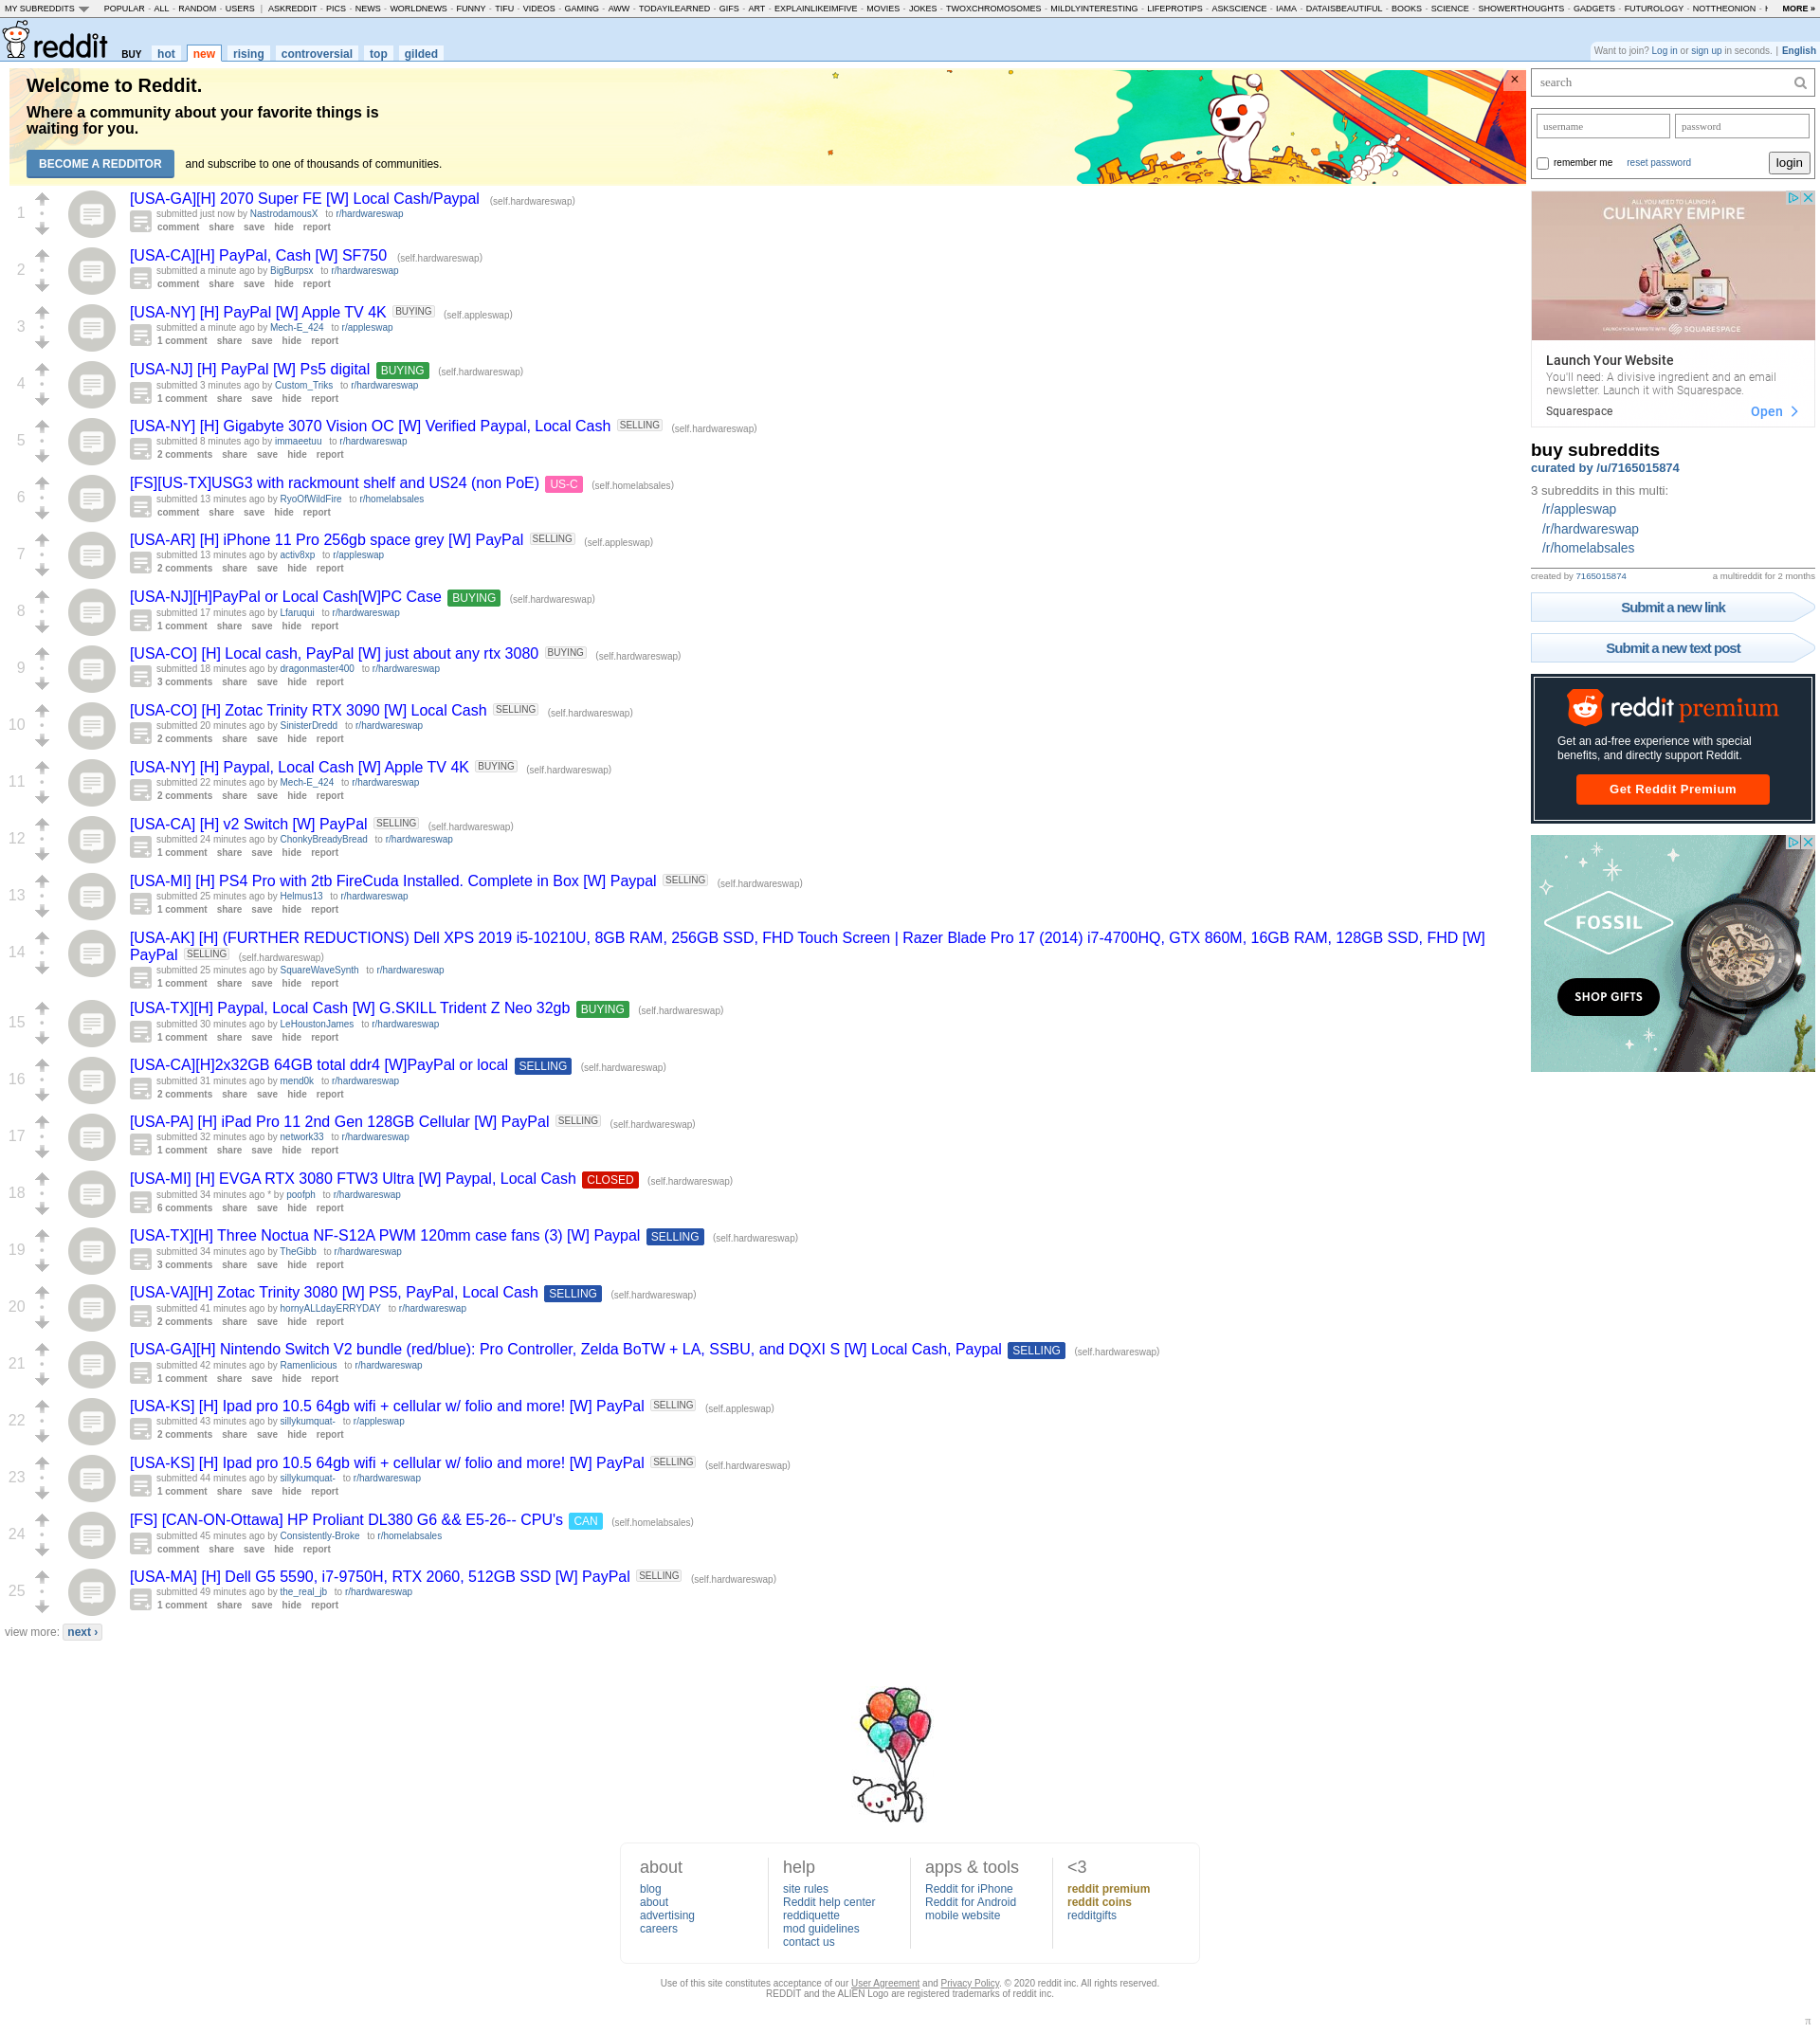 MY SUBREDDITS POPULAR - ALL - RANDOM - USERS | ASKREDDIT - PICS - NEWS - WORLDNEWS - FUNNY - TIFU - VIDEOS - GAMING - AWW - TODAYILEARNED - GIFS - ART - EXPLAINLIKEIMFIVE - MOVIES - JOKES - TWOXCHROMOSOMES - MILDLYINTERESTING - LIFEPROTIPS - ASKSCIENCE - IAMA - DATAISBEAUTIFUL - BOOKS - SCIENCE - SHOWERTHOUGHTS - GADGETS - FUTUROLOGY - NOTTHEONION - MORE »
reddit BUY hot new rising controversial top gilded
Want to join? Log in or sign up in seconds. | English
Welcome to Reddit.
Where a community about your favorite things is
waiting for you.
BECOME A REDDITOR and subscribe to one of thousands of communities.
×
1
[USA-GA][H] 2070 Super FE [W] Local Cash/Paypal (self.hardwareswap)
submitted just now by NastrodamousX to r/hardwareswap
comment share save hide report
2
[USA-CA][H] PayPal, Cash [W] SF750 (self.hardwareswap)
submitted a minute ago by BigBurpsx to r/hardwareswap
comment share save hide report
3
[USA-NY] [H] PayPal [W] Apple TV 4K BUYING (self.appleswap)
submitted a minute ago by Mech-E_424 to r/appleswap
1 comment share save hide report
4
[USA-NJ] [H] PayPal [W] Ps5 digital BUYING (self.hardwareswap)
submitted 3 minutes ago by Custom_Triks to r/hardwareswap
1 comment share save hide report
5
[USA-NY] [H] Gigabyte 3070 Vision OC [W] Verified Paypal, Local Cash SELLING (self.hardwareswap)
submitted 8 minutes ago by immaeetuu to r/hardwareswap
2 comments share save hide report
6
[FS][US-TX]USG3 with rackmount shelf and US24 (non PoE) US-C (self.homelabsales)
submitted 13 minutes ago by RyoOfWildFire to r/homelabsales
comment share save hide report
7
[USA-AR] [H] iPhone 11 Pro 256gb space grey [W] PayPal SELLING (self.appleswap)
submitted 13 minutes ago by activ8xp to r/appleswap
2 comments share save hide report
8
[USA-NJ][H]PayPal or Local Cash[W]PC Case BUYING (self.hardwareswap)
submitted 17 minutes ago by Lfaruqui to r/hardwareswap
1 comment share save hide report
9
[USA-CO] [H] Local cash, PayPal [W] just about any rtx 3080 BUYING (self.hardwareswap)
submitted 18 minutes ago by dragonmaster400 to r/hardwareswap
3 comments share save hide report
10
[USA-CO] [H] Zotac Trinity RTX 3090 [W] Local Cash SELLING (self.hardwareswap)
submitted 20 minutes ago by SinisterDredd to r/hardwareswap
2 comments share save hide report
11
[USA-NY] [H] Paypal, Local Cash [W] Apple TV 4K BUYING (self.hardwareswap)
submitted 22 minutes ago by Mech-E_424 to r/hardwareswap
2 comments share save hide report
12
[USA-CA] [H] v2 Switch [W] PayPal SELLING (self.hardwareswap)
submitted 24 minutes ago by ChonkyBreadyBread to r/hardwareswap
1 comment share save hide report
13
[USA-MI] [H] PS4 Pro with 2tb FireCuda Installed. Complete in Box [W] Paypal SELLING (self.hardwareswap)
submitted 25 minutes ago by Helmus13 to r/hardwareswap
1 comment share save hide report
14
[USA-AK] [H] (FURTHER REDUCTIONS) Dell XPS 2019 i5-10210U, 8GB RAM, 256GB SSD, FHD Touch Screen | Razer Blade Pro 17 (2014) i7-4700HQ, GTX 860M, 16GB RAM, 128GB SSD, FHD [W]
PayPal SELLING (self.hardwareswap)
submitted 25 minutes ago by SquareWaveSynth to r/hardwareswap
1 comment share save hide report
15
[USA-TX][H] Paypal, Local Cash [W] G.SKILL Trident Z Neo 32gb BUYING (self.hardwareswap)
submitted 30 minutes ago by LeHoustonJames to r/hardwareswap
1 comment share save hide report
16
[USA-CA][H]2x32GB 64GB total ddr4 [W]PayPal or local SELLING (self.hardwareswap)
submitted 31 minutes ago by mend0k to r/hardwareswap
2 comments share save hide report
17
[USA-PA] [H] iPad Pro 11 2nd Gen 128GB Cellular [W] PayPal SELLING (self.hardwareswap)
submitted 32 minutes ago by network33 to r/hardwareswap
1 comment share save hide report
18
[USA-MI] [H] EVGA RTX 3080 FTW3 Ultra [W] Paypal, Local Cash CLOSED (self.hardwareswap)
submitted 34 minutes ago * by poofph to r/hardwareswap
6 comments share save hide report
19
[USA-TX][H] Three Noctua NF-S12A PWM 120mm case fans (3) [W] Paypal SELLING (self.hardwareswap)
submitted 34 minutes ago by TheGibb to r/hardwareswap
3 comments share save hide report
20
[USA-VA][H] Zotac Trinity 3080 [W] PS5, PayPal, Local Cash SELLING (self.hardwareswap)
submitted 41 minutes ago by hornyALLdayERRYDAY to r/hardwareswap
2 comments share save hide report
21
[USA-GA][H] Nintendo Switch V2 bundle (red/blue): Pro Controller, Zelda BoTW + LA, SSBU, and DQXI S [W] Local Cash, Paypal SELLING (self.hardwareswap)
submitted 42 minutes ago by Ramenlicious to r/hardwareswap
1 comment share save hide report
22
[USA-KS] [H] Ipad pro 10.5 64gb wifi + cellular w/ folio and more! [W] PayPal SELLING (self.appleswap)
submitted 43 minutes ago by sillykumquat- to r/appleswap
2 comments share save hide report
23
[USA-KS] [H] Ipad pro 10.5 64gb wifi + cellular w/ folio and more! [W] PayPal SELLING (self.hardwareswap)
submitted 44 minutes ago by sillykumquat- to r/hardwareswap
1 comment share save hide report
24
[FS] [CAN-ON-Ottawa] HP Proliant DL380 G6 && E5-26-- CPU's CAN (self.homelabsales)
submitted 45 minutes ago by Consistently-Broke to r/homelabsales
comment share save hide report
25
[USA-MA] [H] Dell G5 5590, i7-9750H, RTX 2060, 512GB SSD [W] PayPal SELLING (self.hardwareswap)
submitted 49 minutes ago by the_real_jb to r/hardwareswap
1 comment share save hide report
view more: next ›
search
username password
remember me reset password login
ALL YOU NEED TO LAUNCH A
CULINARY EMPIRE
LAUNCH YOUR WEBSITE WITH SQUARESPACE
Launch Your Website
You'll need: A divisive ingredient and an email
newsletter. Launch it with Squarespace.
Squarespace Open
buy subreddits
curated by /u/7165015874
3 subreddits in this multi:
/r/appleswap
/r/hardwareswap
/r/homelabsales
created by 7165015874 a multireddit for 2 months
Submit a new link
Submit a new text post
reddit premium
Get an ad-free experience with special
benefits, and directly support Reddit.
Get Reddit Premium
FOSSIL
SHOP GIFTS
about
blog
about
advertising
careers
help
site rules
Reddit help center
reddiquette
mod guidelines
contact us
apps & tools
Reddit for iPhone
Reddit for Android
mobile website
<3
reddit premium
reddit coins
redditgifts
Use of this site constitutes acceptance of our User Agreement and Privacy Policy. © 2020 reddit inc. All rights reserved.
REDDIT and the ALIEN Logo are registered trademarks of reddit inc.
π